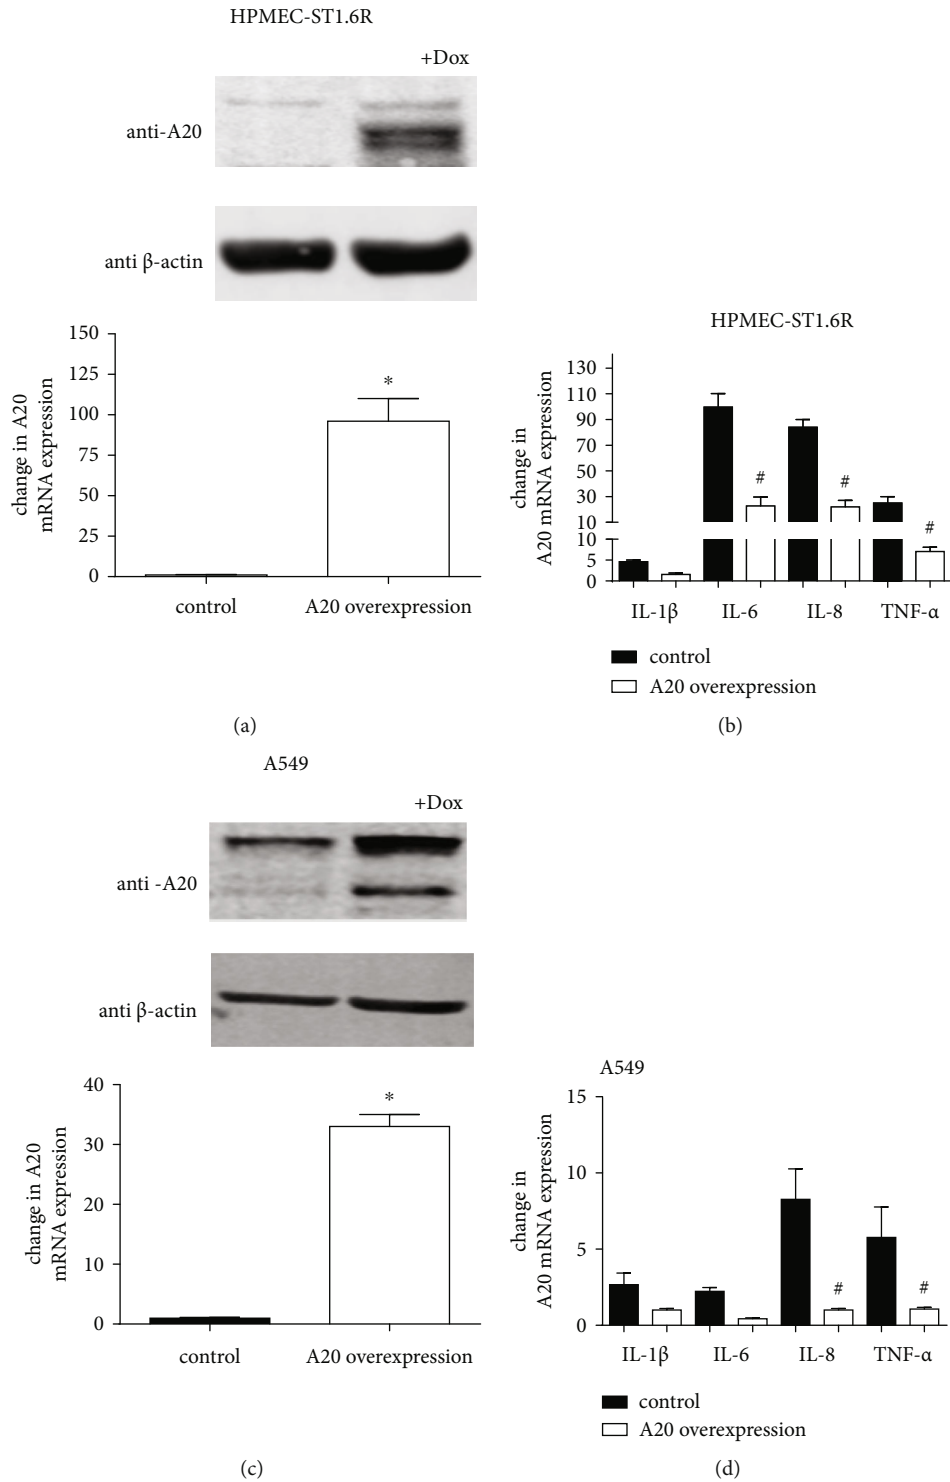 HPMEC-ST1.6R
+Dox
anti-A20
anti β-actin
150
125
100
75
50
25
0
change in A20
mRNA expression
*
control
A20 overexpression
(a)
HPMEC-ST1.6R
130
110
90
70
50
30
10
10
5
0
change in
A20 mRNA expression
#
#
#
IL-1β
IL-6
IL-8
TNF-α
control
A20 overexpression
(b)
A549
+Dox
anti -A20
anti β-actin
40
30
20
10
0
change in A20
mRNA expression
*
control
A20 overexpression
(c)
A549
15
10
5
0
change in
A20 mRNA expression
#
#
IL-1β
IL-6
IL-8
TNF-α
control
A20 overexpression
(d)